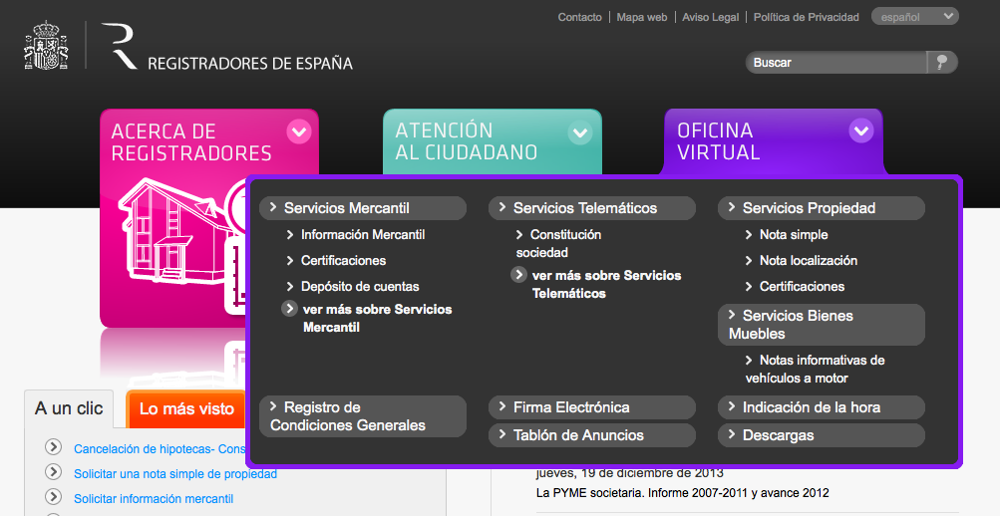 Contacto | Mapa web | Aviso Legal | Política de Privacidad español
REGISTRADORES DE ESPAÑA
Buscar
ACERCA DE
REGISTRADORES
ATENCIÓN
AL CIUDADANO
OFICINA
VIRTUAL
Servicios Mercantil
Información Mercantil
Certificaciones
Depósito de cuentas
ver más sobre Servicios
Mercantil
Servicios Telemáticos
Constitución
sociedad
ver más sobre Servicios
Telemáticos
Servicios Propiedad
Nota simple
Nota localización
Certificaciones
Servicios Bienes
Muebles
Notas informativas de
vehículos a motor
Registro de
Condiciones Generales
Firma Electrónica
Tablón de Anuncios
Indicación de la hora
Descargas
A un clic
Lo más visto
Cancelación de hipotecas- Cons
Solicitar una nota simple de propiedad
Solicitar información mercantil
jueves, 19 de diciembre de 2013
La PYME societaria. Informe 2007-2011 y avance 2012